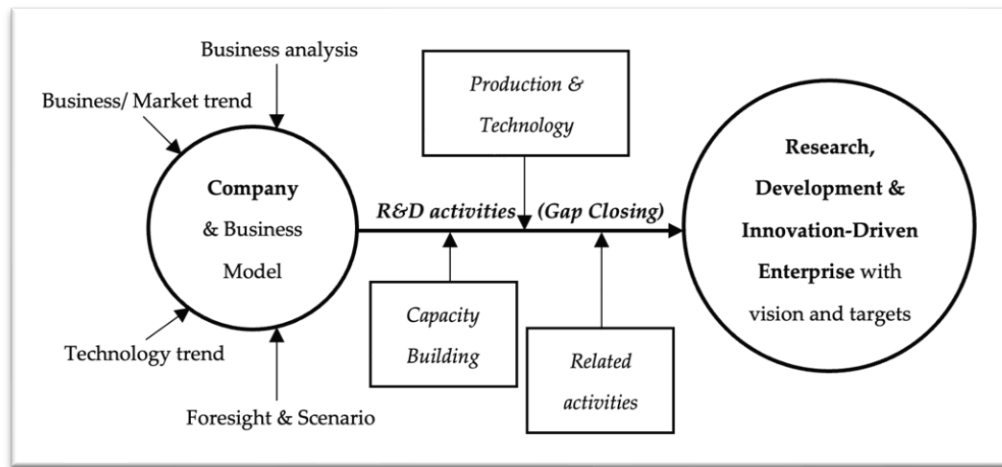 Business analysis
Business/ Market trend
Company
& Business
Model
Technology trend
Foresight & Scenario
Production &
Technology
R&D activities (Gap Closing)
Capacity
Building
Related
activities
Research,
Development &
Innovation-Driven
Enterprise with
vision and targets